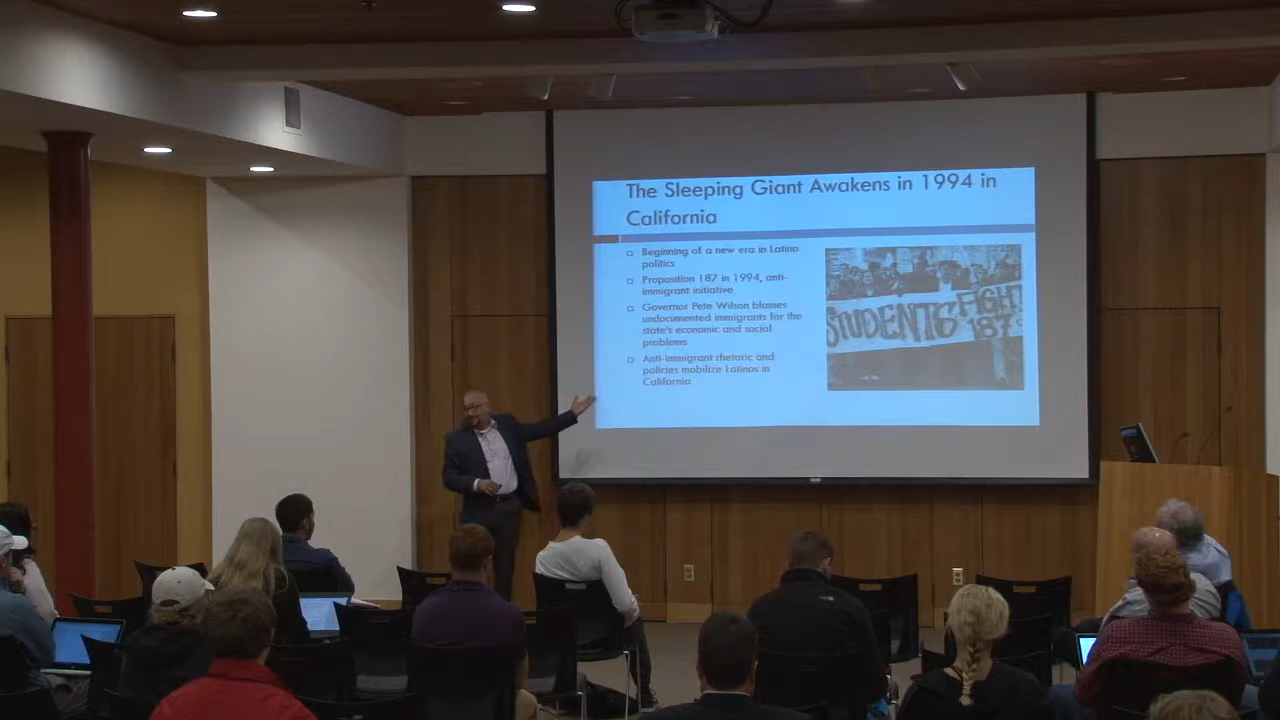 The Sleeping Giant Awakens in 1994 in
California
Beginning of a new era in Latino
politics
Proposition 187 in 1994, anti-
immigrant initiative
Governor Pete Wilson blames
undocumented immigrants for the
state's economic and social
problems
Anti-immigrant rhetoric and
policies mobilize Latinos in
California
STUDENTS FIGHT
187